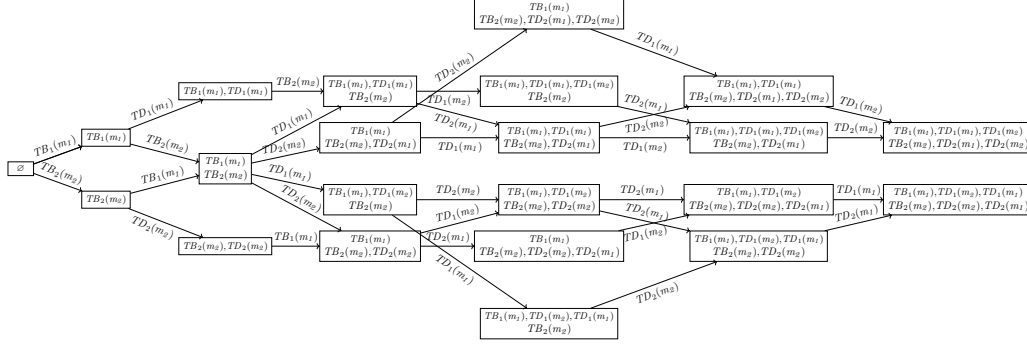 TB₁(m₁)
TB₂(m₂), TD₂(m₁), TD₂(m₂)
TD₂(m₂)
TD₁(m₁)
TB₁(m₁), TD₁(m₁)
TB₂(m₂)
TB₁(m₁), TD₁(m₁)
TB₂(m₂)
TB₁(m₁), TD₁(m₁), TD₁(m₂)
TB₂(m₂)
TB₁(m₁), TD₁(m₁)
TB₂(m₂), TD₂(m₁), TD₂(m₂)
TD₁(m₁)
TD₁(m₁)
TD₁(m₂)
TD₂(m₁)
TD₂(m₁)
TD₁(m₂)
TB₁(m₁)
TB₁(m₁)
TB₂(m₂)
TD₂(m₂)
TB₁(m₁)
TB₂(m₂), TD₂(m₁)
TD₁(m₁)
TB₁(m₁), TD₁(m₁)
TB₂(m₂), TD₂(m₁)
TD₂(m₂)
TD₁(m₂)
TB₁(m₁), TD₁(m₁), TD₁(m₂)
TB₂(m₂), TD₂(m₁)
TD₂(m₂)
TB₁(m₁), TD₁(m₁), TD₁(m₂)
TB₂(m₂), TD₂(m₁), TD₂(m₂)
∅
TB₂(m₂)
TB₁(m₁)
TB₁(m₁)
TB₂(m₂)
TD₁(m₁)
TD₂(m₂)
TB₂(m₂)
TD₂(m₂)
TB₁(m₁), TD₁(m₂)
TB₂(m₂)
TD₂(m₂)
TD₁(m₂)
TB₁(m₁), TD₁(m₂)
TB₂(m₂), TD₂(m₂)
TD₂(m₁)
TD₂(m₁)
TB₁(m₁), TD₁(m₂)
TB₂(m₂), TD₂(m₂), TD₂(m₁)
TD₁(m₁)
TD₂(m₁)
TB₁(m₁), TD₁(m₂), TD₁(m₁)
TB₂(m₂), TD₂(m₂), TD₂(m₁)
TB₂(m₂), TD₂(m₂)
TB₁(m₁)
TB₁(m₁)
TB₂(m₂), TD₂(m₂)
TD₂(m₁)
TD₁(m₁)
TB₁(m₁)
TB₂(m₂), TD₂(m₂), TD₂(m₁)
TD₁(m₂)
TB₁(m₁), TD₁(m₂), TD₁(m₁)
TB₂(m₂), TD₂(m₂)
TB₁(m₁), TD₁(m₂), TD₁(m₁)
TB₂(m₂)
TD₂(m₂)